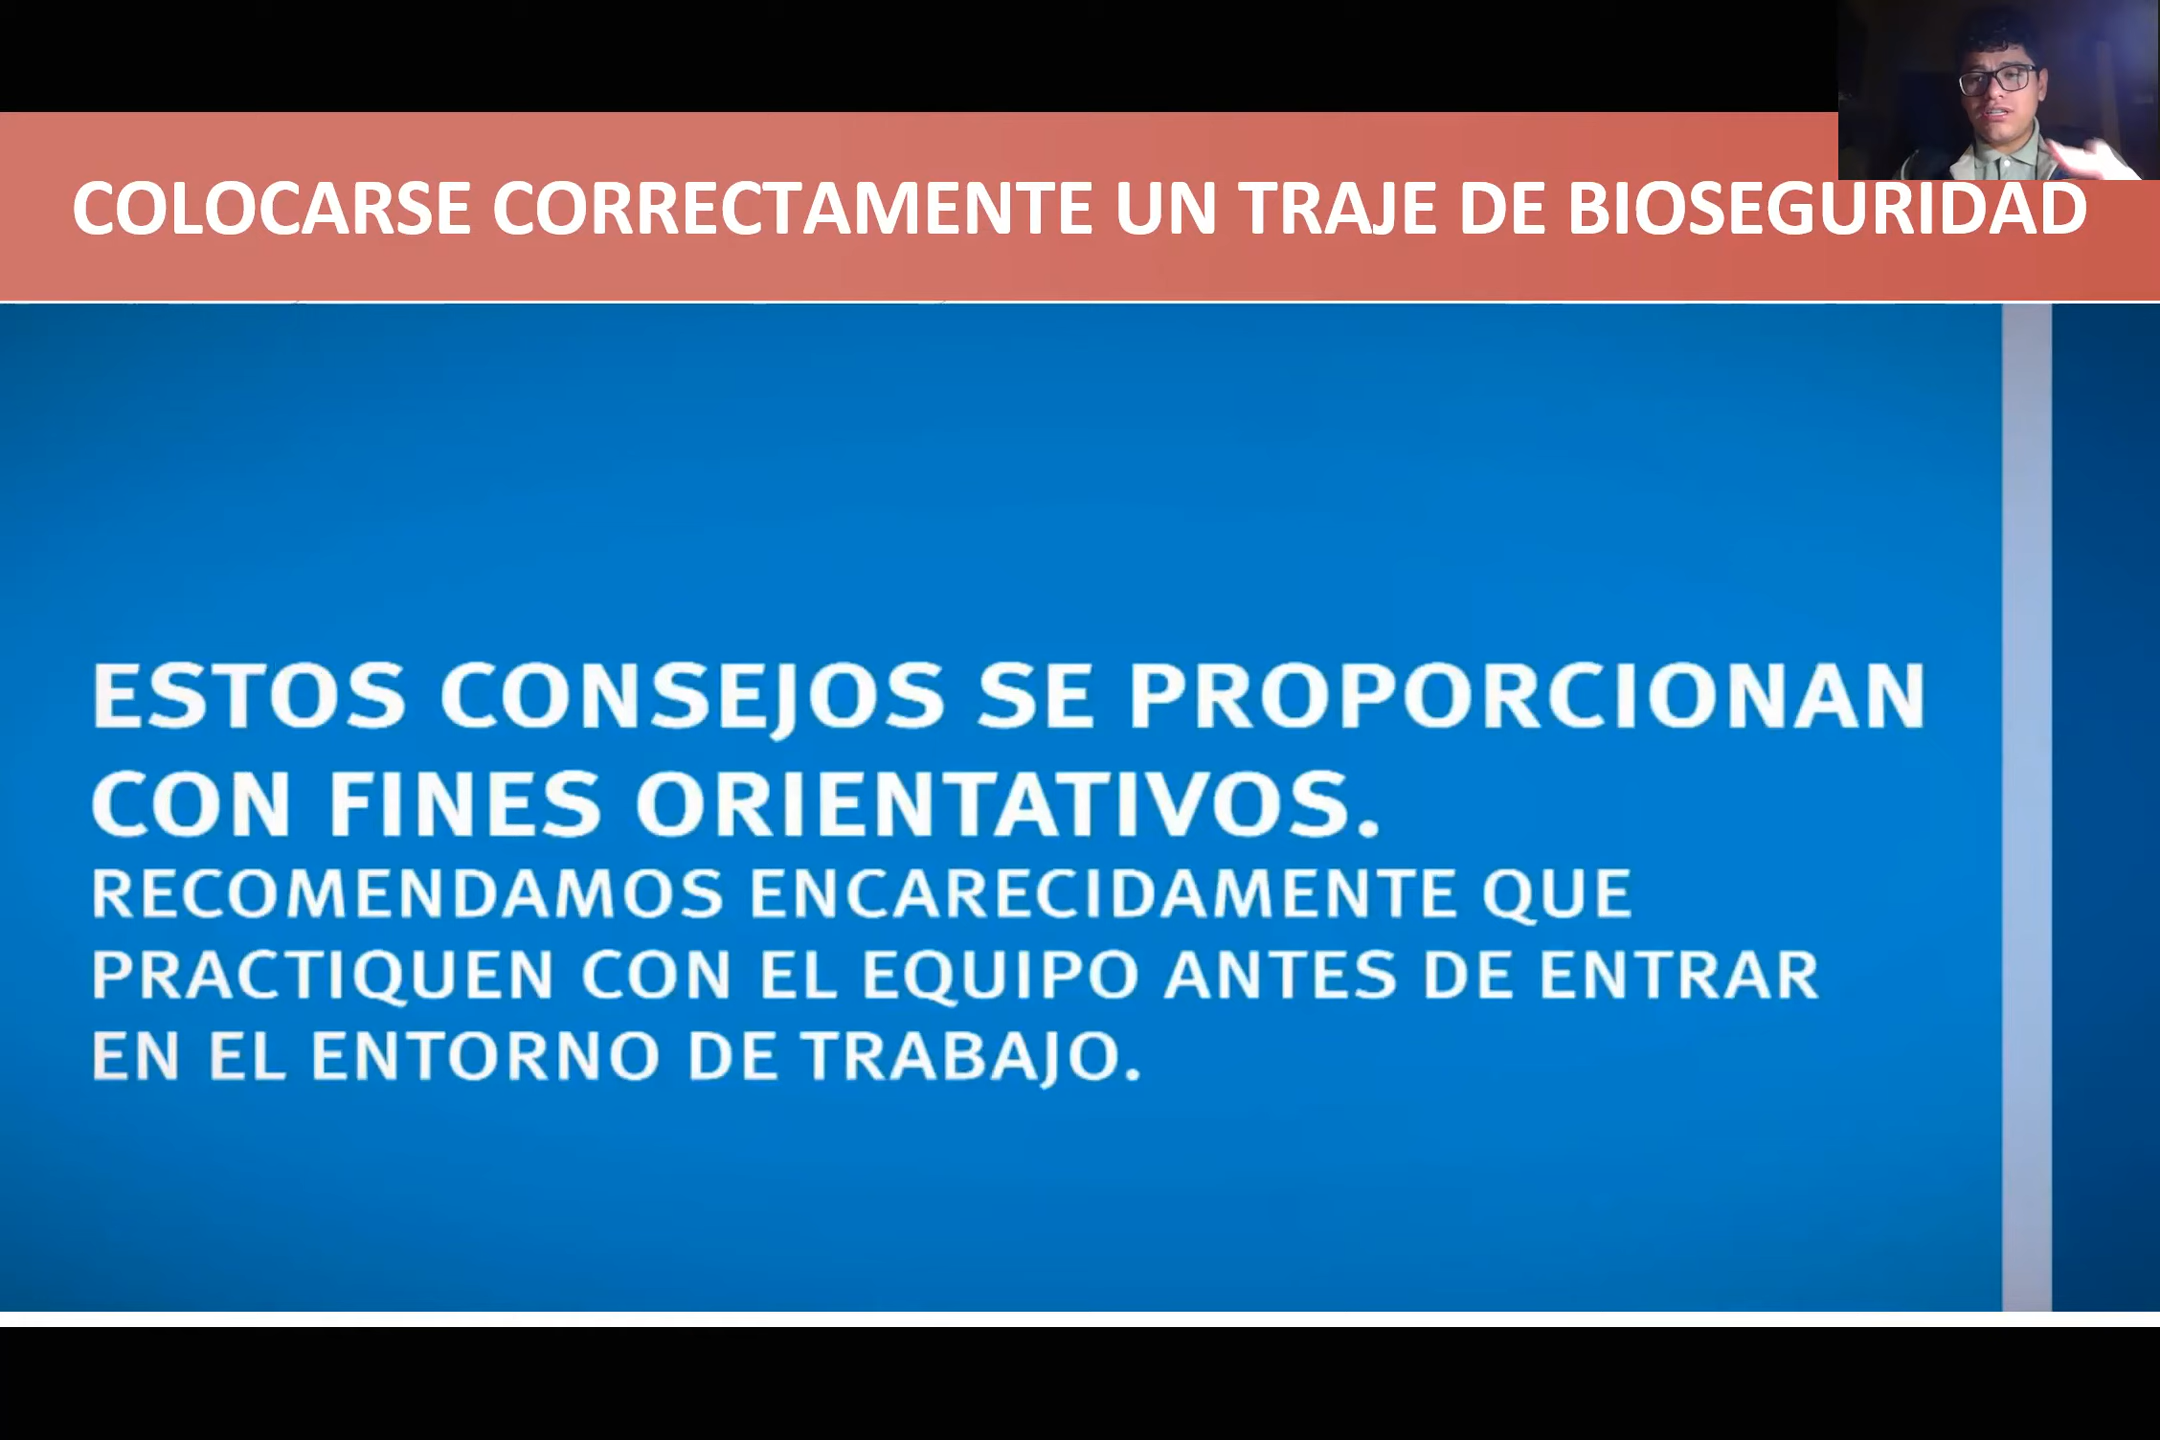 COLOCARSE CORRECTAMENTE UN TRAJE DE BIOSEGURIDAD
ESTOS CONSEJOS SE PROPORCIONAN
CON FINES ORIENTATIVOS.
RECOMENDAMOS ENCARECIDAMENTE QUE
PRACTIQUEN CON EL EQUIPO ANTES DE ENTRAR
EN EL ENTORNO DE TRABAJO.